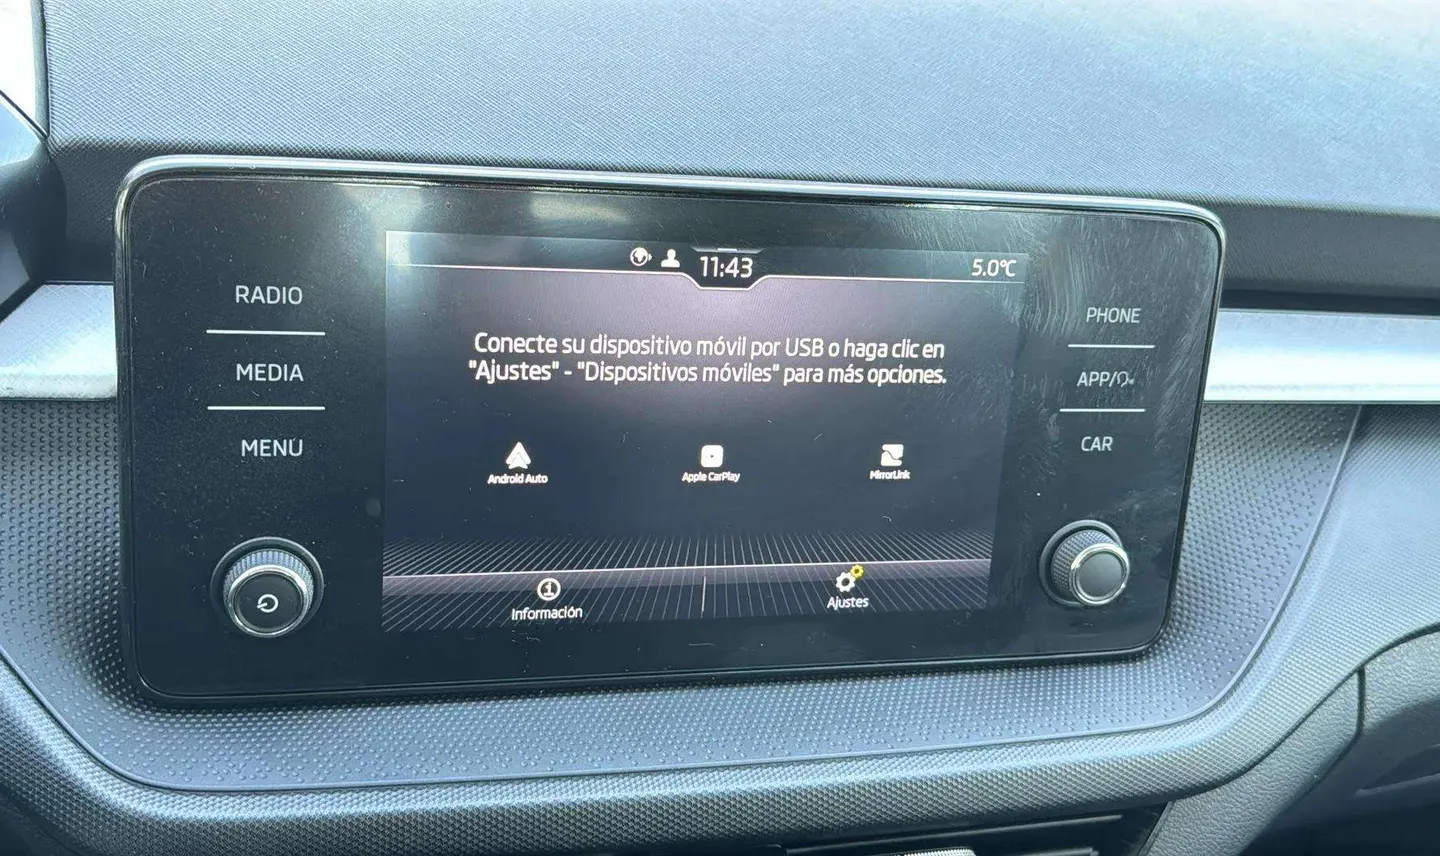 11:43
5.0°C
RADIO
MEDIA
MENU
Conecte su dispositivo móvil por USB o haga clic en
"Ajustes" - "Dispositivos móviles" para más opciones.
Android Auto
Apple CarPlay
MirrorLink
Información
Ajustes
PHONE
APP/
CAR